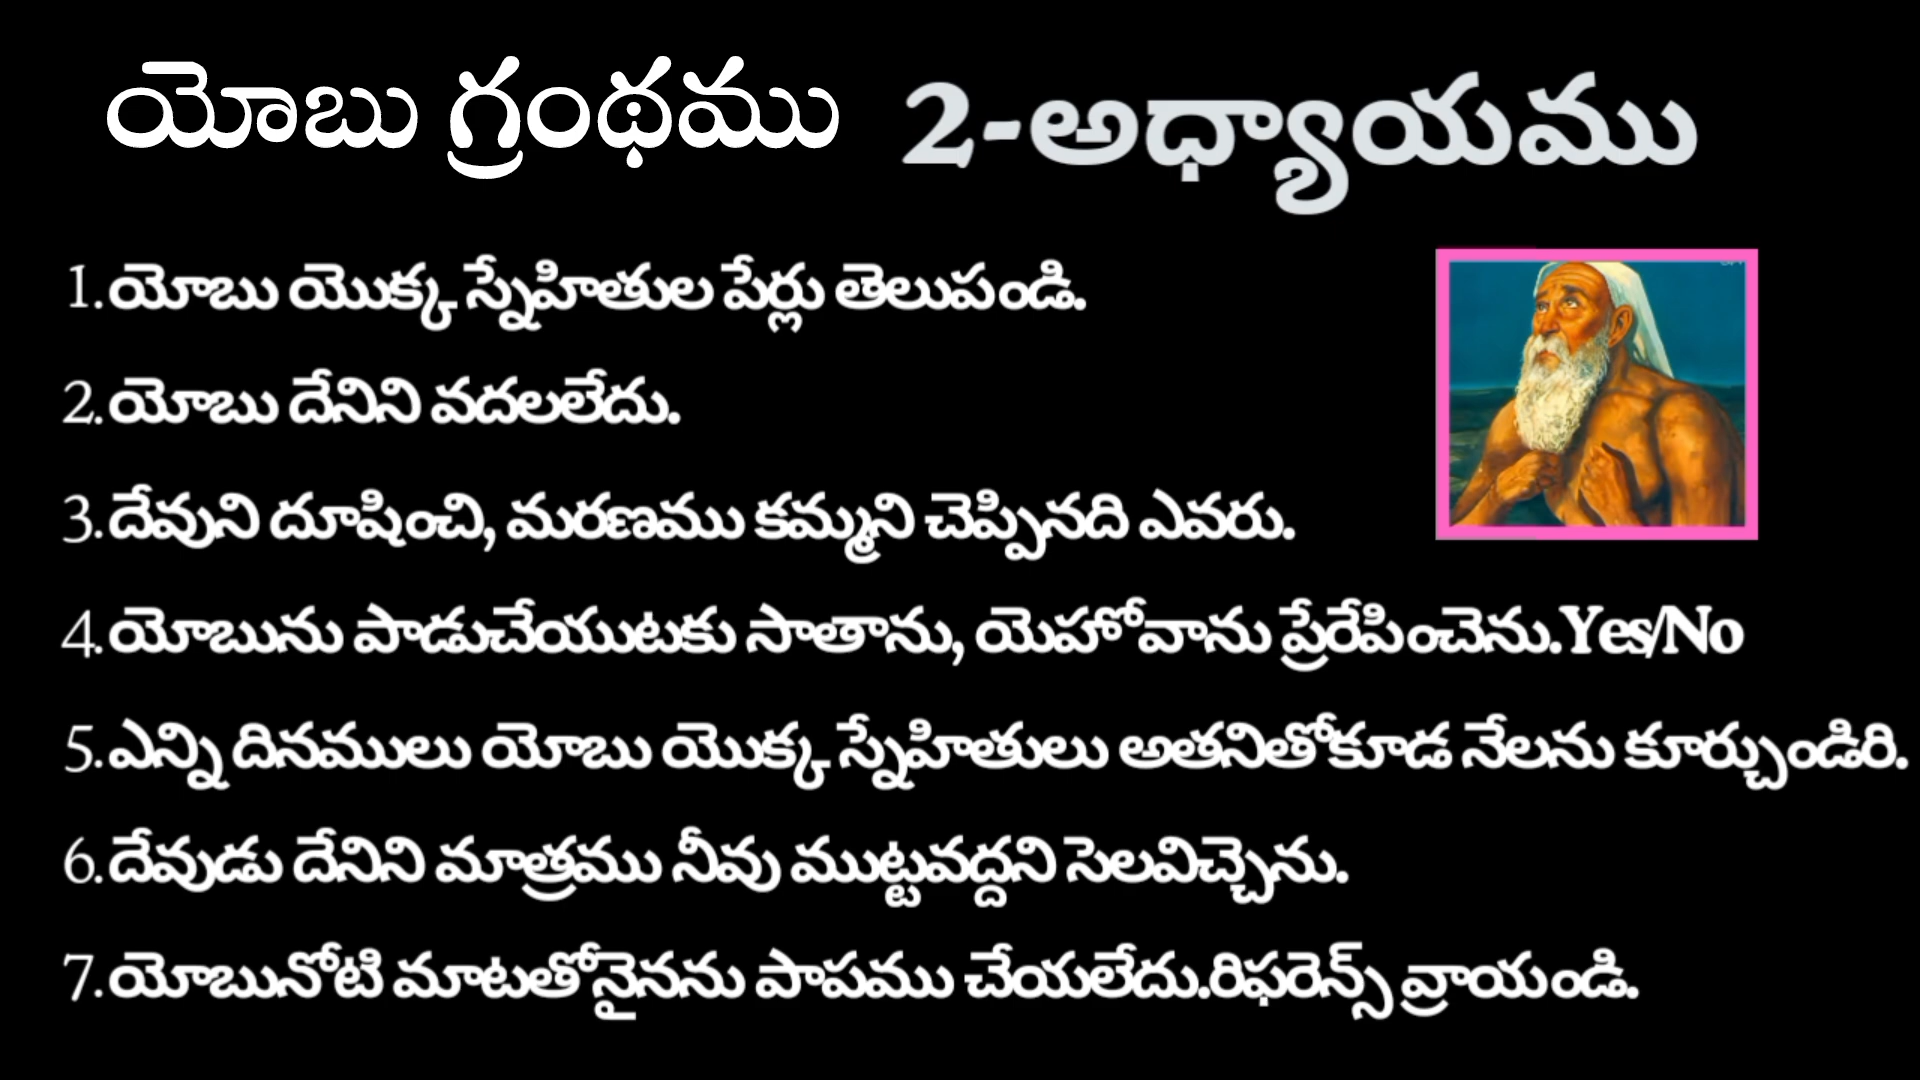 యోబు గ్రంథము 2-అధ్యాయము
1.యోబు యొక్క స్నేహితుల పేర్లు తెలుపండి.
2.యోబు దేనిని వదలలేదు.
3.దేవుని దూషించి, మరణము కమ్మని చెప్పినది ఎవరు.
4.యోబును పాడుచేయుటకు సాతాను, యెహోవాను ప్రేరేపించెను.Yes/No
5.ఎన్ని దినములు యోబు యొక్క స్నేహితులు అతనితోకూడ నేలను కూర్చుండిరి.
6.దేవుడు దేనిని మాత్రము నీవు ముట్టవద్దని సెలవిచ్చెను.
7.యోబునోటి మాటతోనైనను పాపము చేయలేదు.రిఫరెన్స్ వ్రాయండి.